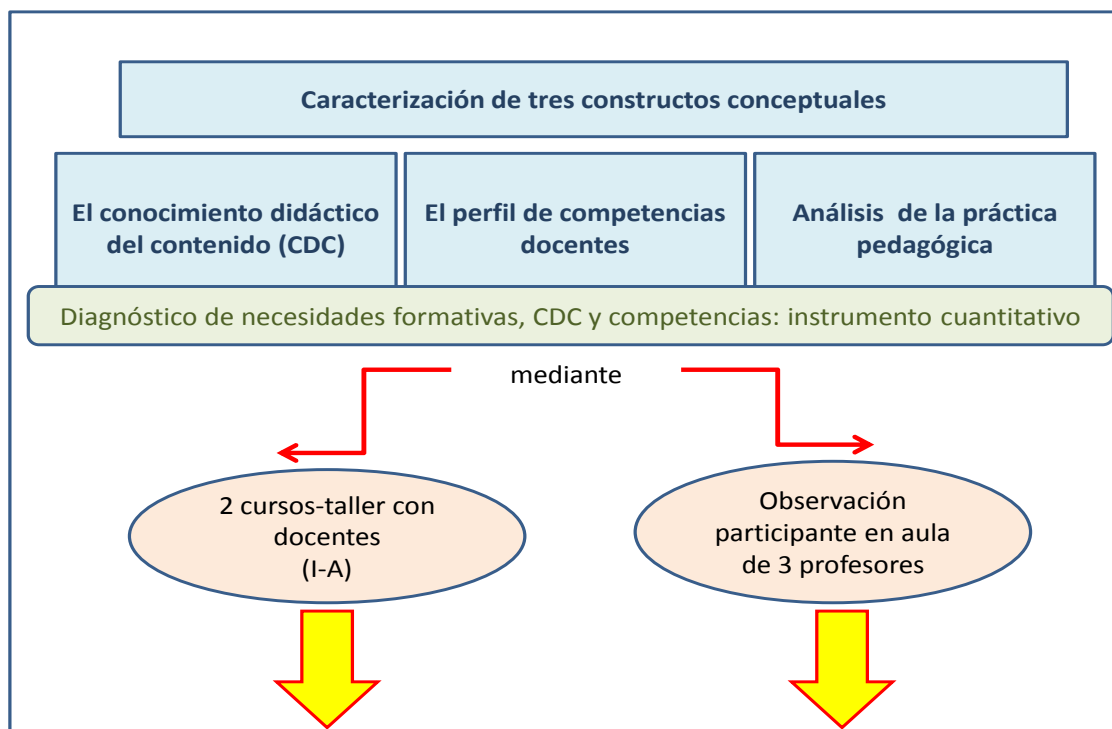 Caracterización de tres constructos conceptuales
El conocimiento didáctico
del contenido (CDC)
El perfil de competencias
docentes
Análisis de la práctica
pedagógica
Diagnóstico de necesidades formativas, CDC y competencias: instrumento cuantitativo
mediante
2 cursos-taller con
docentes
(I-A)
Observación
participante en aula
de 3 profesores